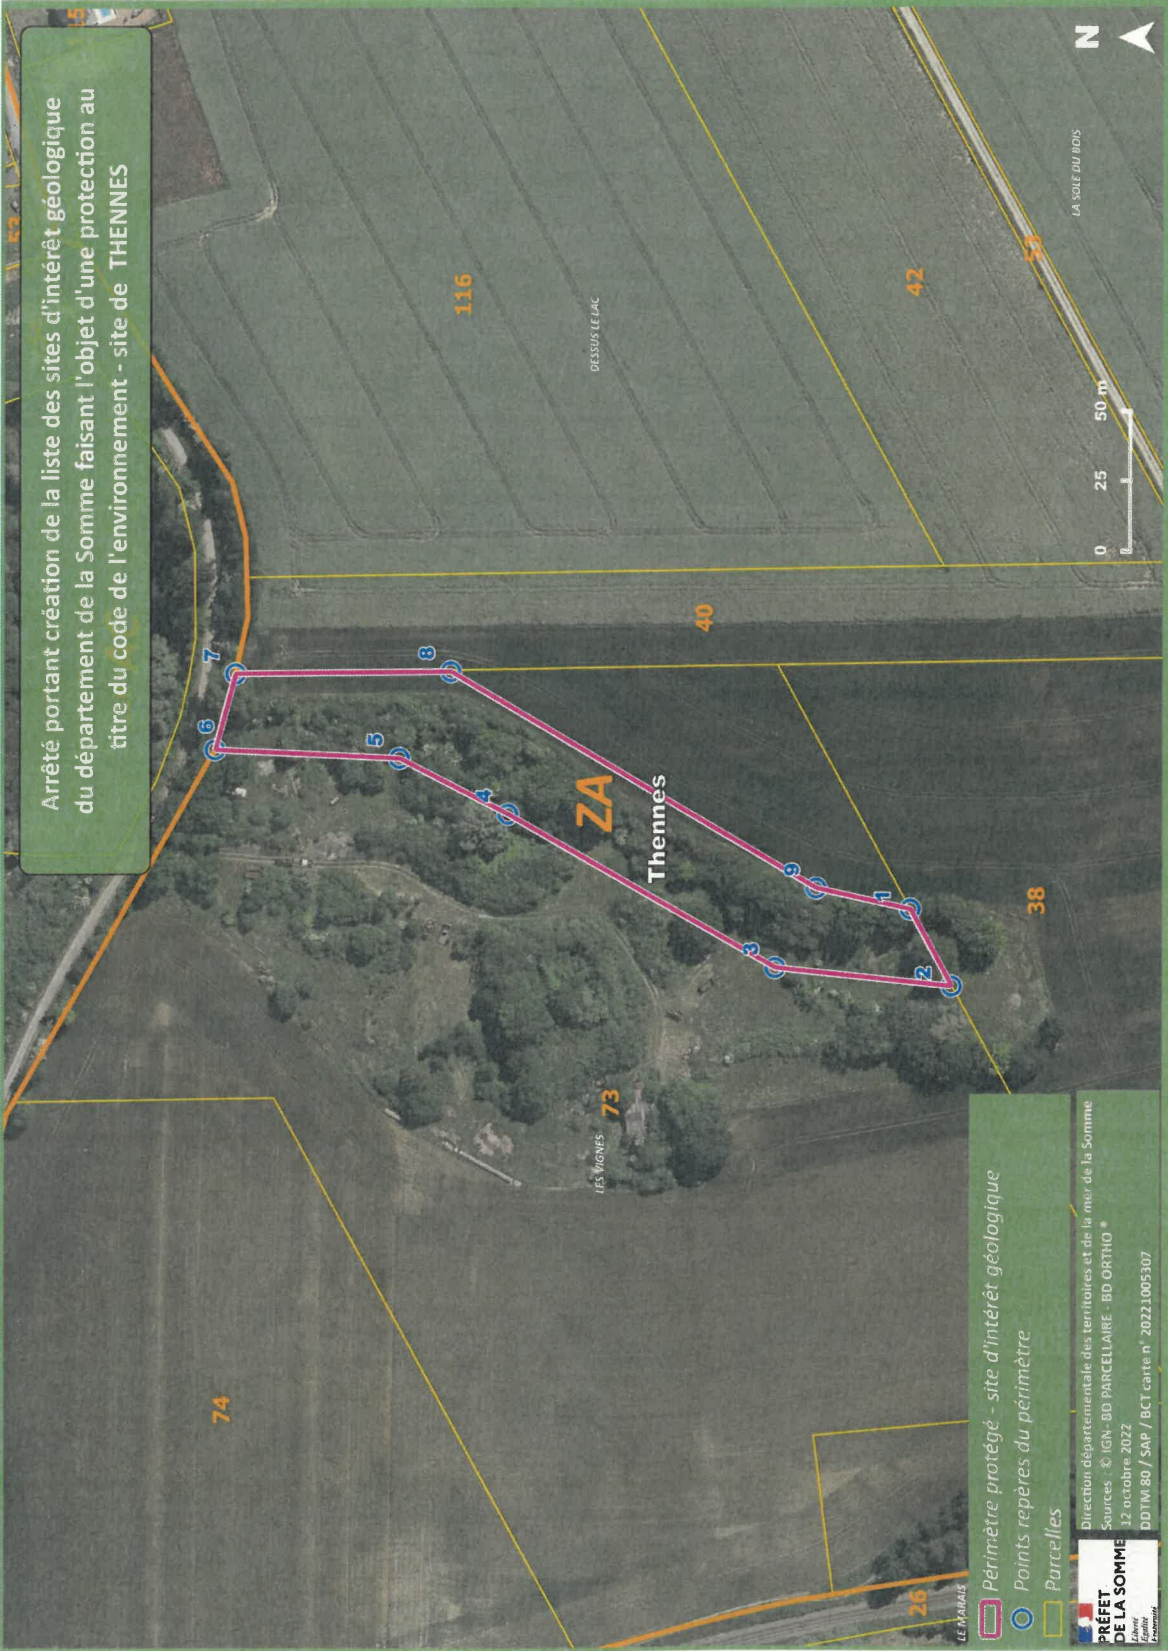 Arrêté portant création de la liste des sites d'intérêt géologique
du département de la Somme faisant l'objet d'une protection au
titre du code de l'environnement - site de THENNES
53
116
DESSUS LE LAC
42
53
LA SOLE DU BOIS
N
0 25 50 m
40
7
8
6
5
4
ZA
Thennes
9
1
3
2
38
73
LES VIGNES
74
26
LE MARAIS
Périmètre protégé - site d'intérêt géologique
Points repères du périmètre
Parcelles
PRÉFET
DE LA SOMME
Liberté
Égalité
Fraternité
Direction départementale des territoires et de la mer de la Somme
Sources : © IGN - BD PARCELLAIRE - BD ORTHO ®
12 octobre 2022
DDTM 80 / SAP / BCT carte n° 20221005307